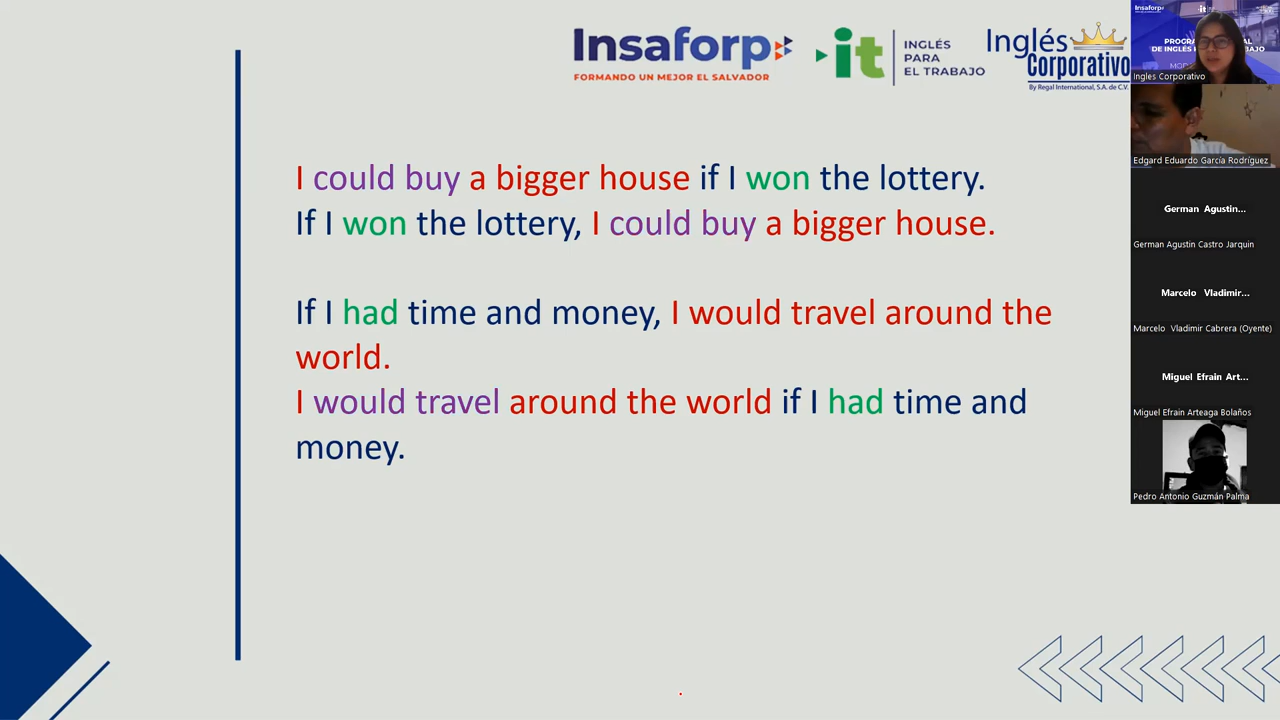 Insaforp
FORMANDO UN MEJOR EL SALVADOR
it
INGLÉS
PARA
EL TRABAJO
Inglés
Corporativo
By Regal International, S.A. de C.V.
I could buy a bigger house if I won the lottery.
If I won the lottery, I could buy a bigger house.
If I had time and money, I would travel around the
world.
I would travel around the world if I had time and
money.
Insaforp
it
Ingles Corporativo
Edgard Eduardo García Rodríguez
German Agustin...
German Agustin Castro Jarquin
Marcelo Vladimir...
Marcelo Vladimir Cabrera (Oyente)
Miguel Efrain Art...
Miguel Efrain Arteaga Bolaños
Pedro Antonio Guzmán Palma